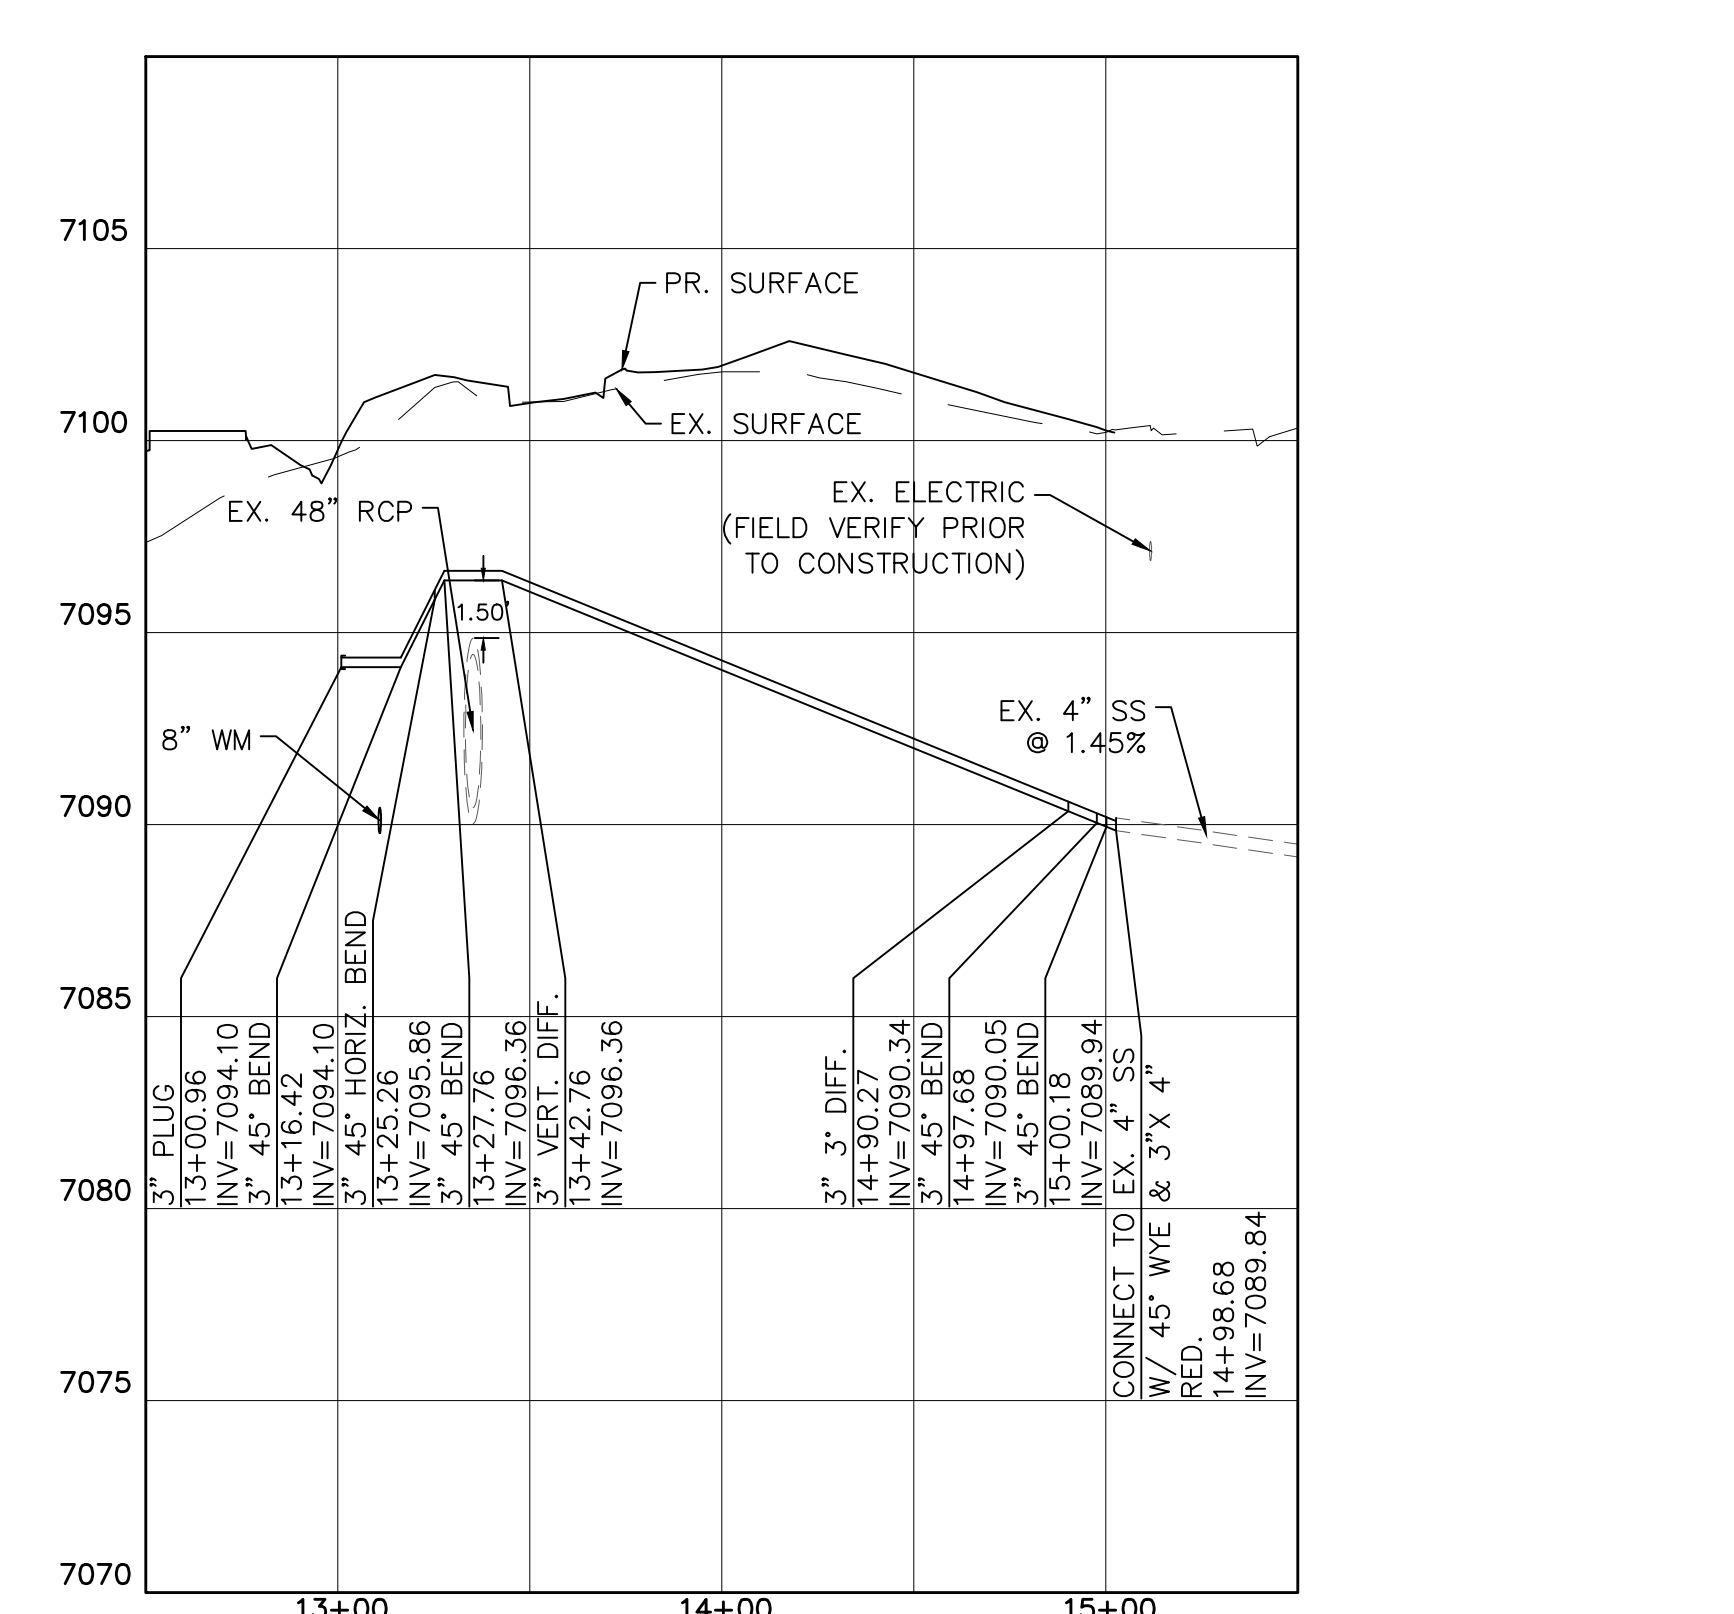 7105
PR. SURFACE
7100
EX. SURFACE
EX. 48" RCP
EX. ELECTRIC
(FIELD VERIFY PRIOR
TO CONSTRUCTION)
7095
1.50'
EX. 4" SS
@ 1.45%
8" WM
7090
7085
7080
7075
7070
3" PLUG
13+00.96
INV=7094.10
3" 45° BEND
13+16.42
INV=7094.10
3" 45° HORIZ. BEND
13+25.26
INV=7095.86
3" 45° BEND
13+27.76
INV=7096.36
3" VERT. DIFF.
13+42.76
INV=7096.36
3" 3° DIFF.
14+90.27
INV=7090.34
3" 45° BEND
14+97.68
INV=7090.05
3" 45° BEND
15+00.18
INV=7089.94
CONNECT TO EX. 4" SS
W/ 45° WYE & 3"X 4"
RED.
14+98.68
INV=7089.84
13+00
14+00
15+00